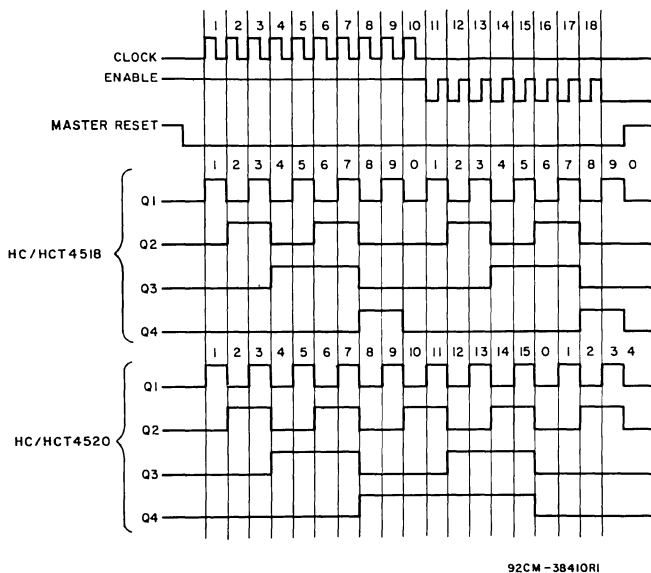 1 2 3 4 5 6 7 8 9 10 11 12 13 14 15 16 17 18
CLOCK
ENABLE
MASTER RESET
1 2 3 4 5 6 7 8 9 0 1 2 3 4 5 6 7 8 9 0
Q1
Q2
HC/HCT4518
Q3
Q4
1 2 3 4 5 6 7 8 9 10 11 12 13 14 15 0 1 2 3 4
Q1
Q2
HC/HCT4520
Q3
Q4
92CM-38410R1